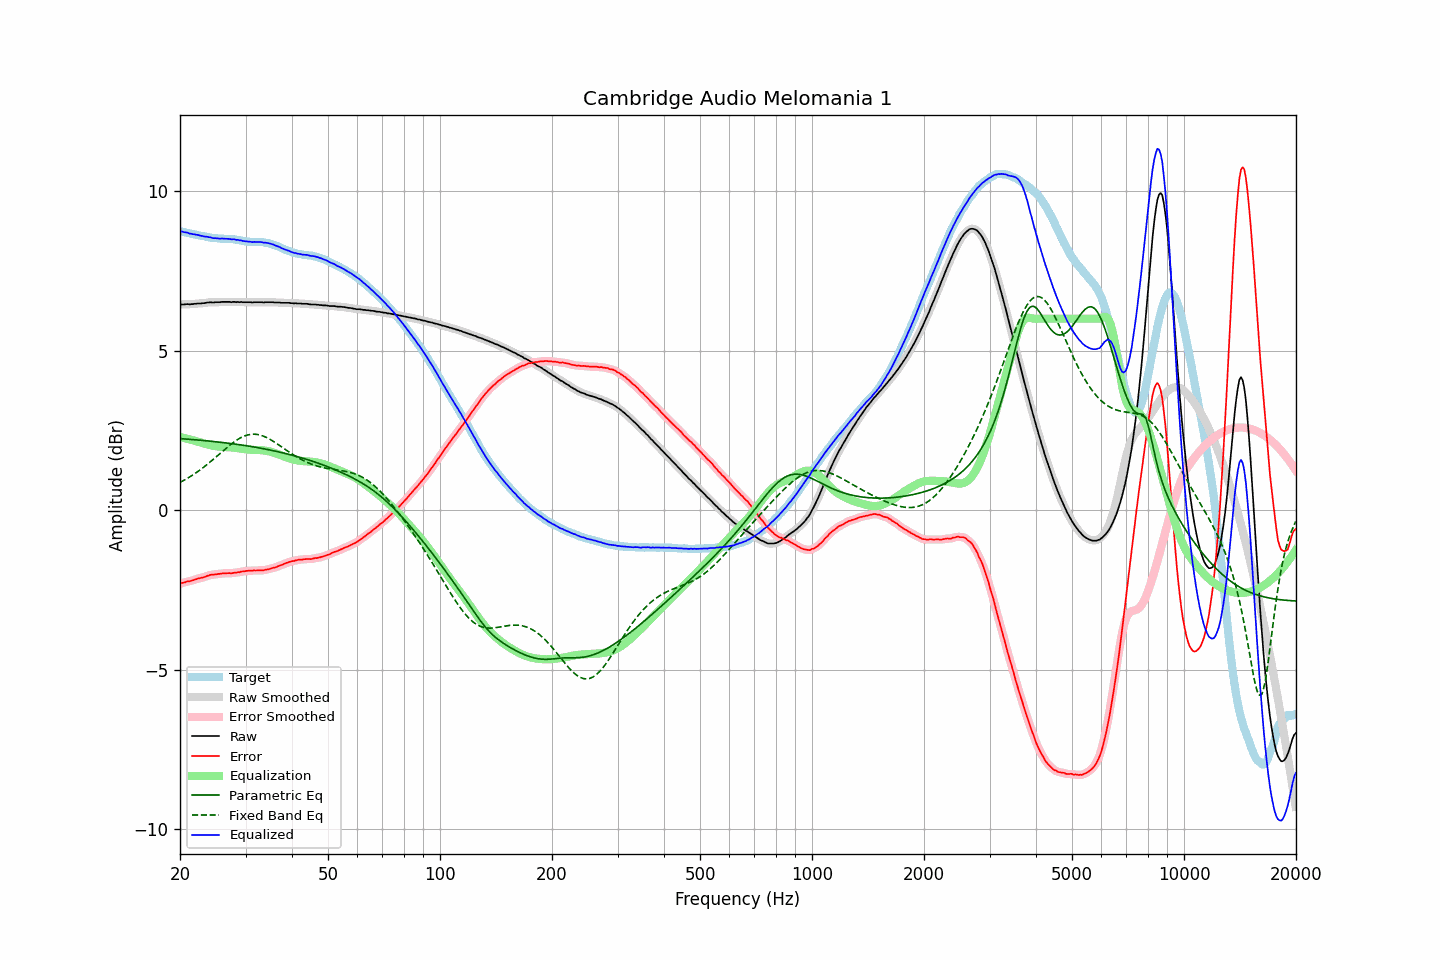 Cambridge Audio Melomania 1
10
5
0
−5
−10
Amplitude (dBr)
Target
Raw Smoothed
Error Smoothed
Raw
Error
Equalization
Parametric Eq
Fixed Band Eq
Equalized
20 50 100 200 500 1000 2000 5000 10000 20000
Frequency (Hz)